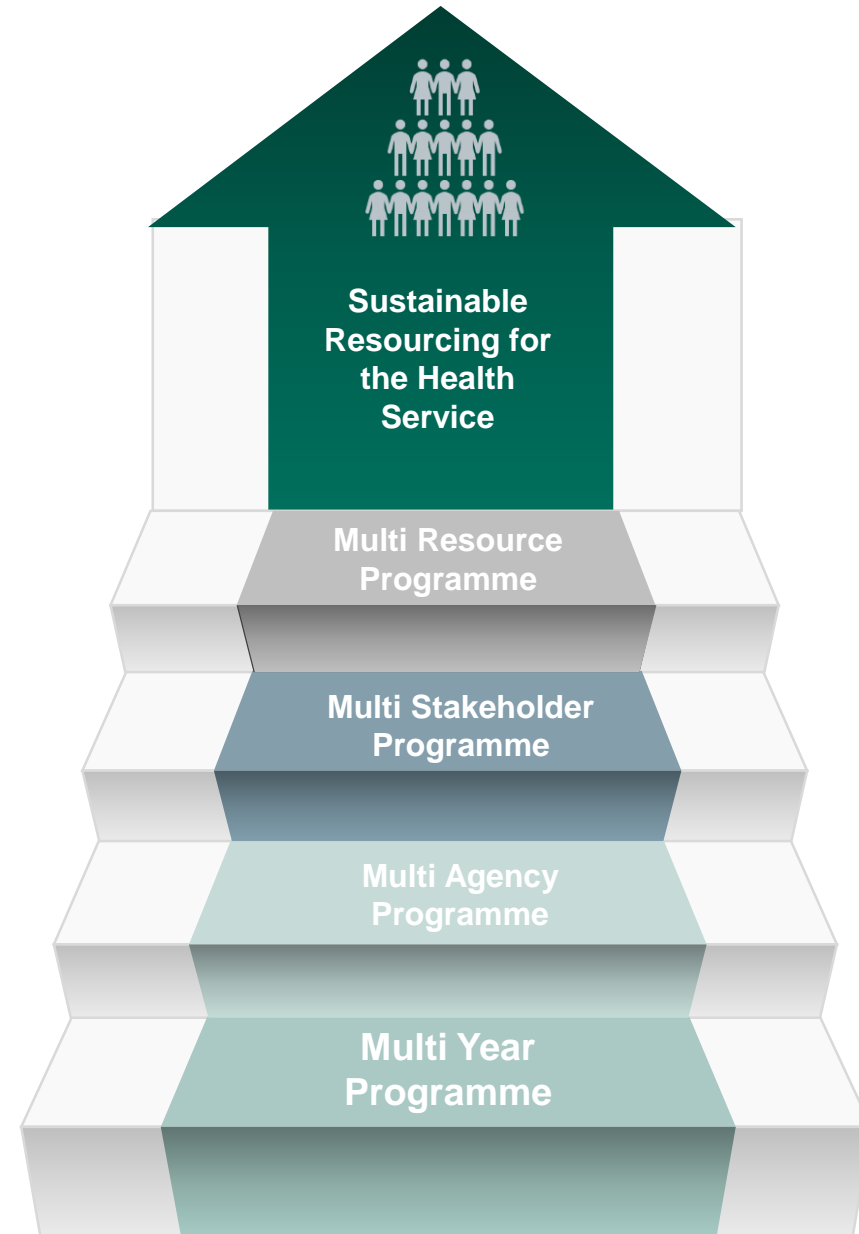 Sustainable
Resourcing for
the Health
Service
Multi Resource
Programme
Multi Stakeholder
Programme
Multi Agency
Programme
Multi Year
Programme